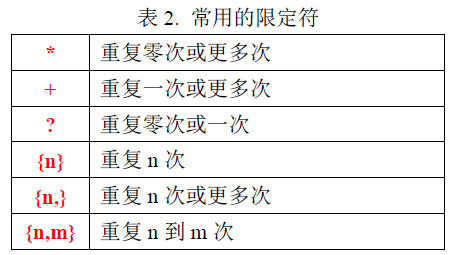 表 2. 常用的限定符
* 重复零次或更多次
+ 重复一次或更多次
? 重复零次或一次
{n} 重复 n 次
{n,} 重复 n 次或更多次
{n,m} 重复 n 到 m 次